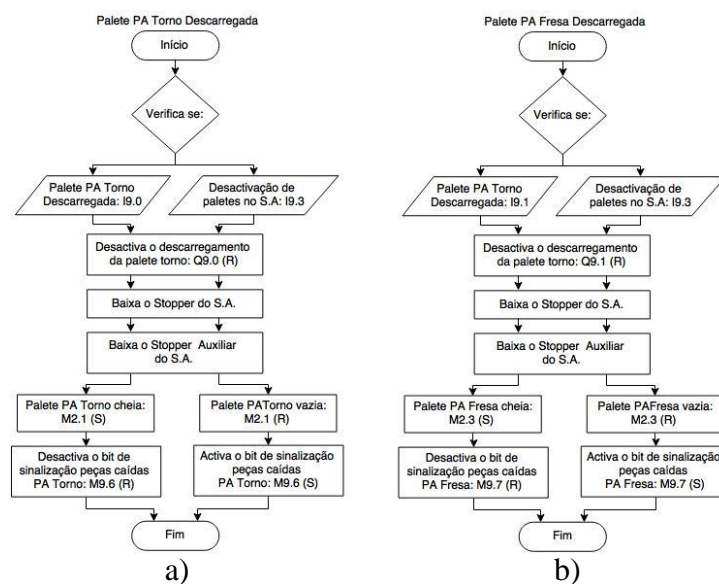 Palete PA Torno Descarregada
Início
Verifica se:
Palete PA Torno
Descarregada: I9.0
Desactivação de
paletes no S.A: I9.3
Desactiva o descarregamento
da palete torno: Q9.0 (R)
Baixa o Stopper do S.A.
Baixa o Stopper Auxiliar
do S.A.
Palete PA Torno cheia:
M2.1 (S)
Palete PATorno vazia:
M2.1 (R)
Desactiva o bit de
sinalização peças caídas
PA Torno: M9.6 (R)
Activa o bit de sinalização
peças caídas
PA Torno: M9.6 (S)
Fim
a)
Palete PA Fresa Descarregada
Início
Verifica se:
Palete PA Torno
Descarregada: I9.1
Desactivação de
paletes no S.A: I9.3
Desactiva o descarregamento
da palete torno: Q9.1 (R)
Baixa o Stopper do S.A.
Baixa o Stopper Auxiliar
do S.A.
Palete PA Fresa cheia:
M2.3 (S)
Palete PAFresa vazia:
M2.3 (R)
Desactiva o bit de
sinalização peças caídas
PA Fresa: M9.7 (R)
Activa o bit de sinalização
peças caídas
PA Fresa: M9.7 (S)
Fim
b)